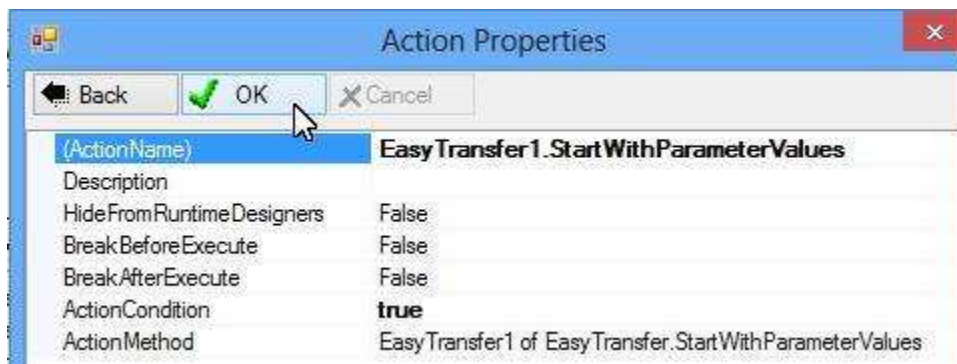 Action Properties
Back OK Cancel
(ActionName) EasyTransfer1.StartWithParameterValues
Description
HideFromRuntimeDesigners False
BreakBeforeExecute False
BreakAfterExecute False
ActionCondition true
ActionMethod EasyTransfer1 of EasyTransfer.StartWithParameterValues